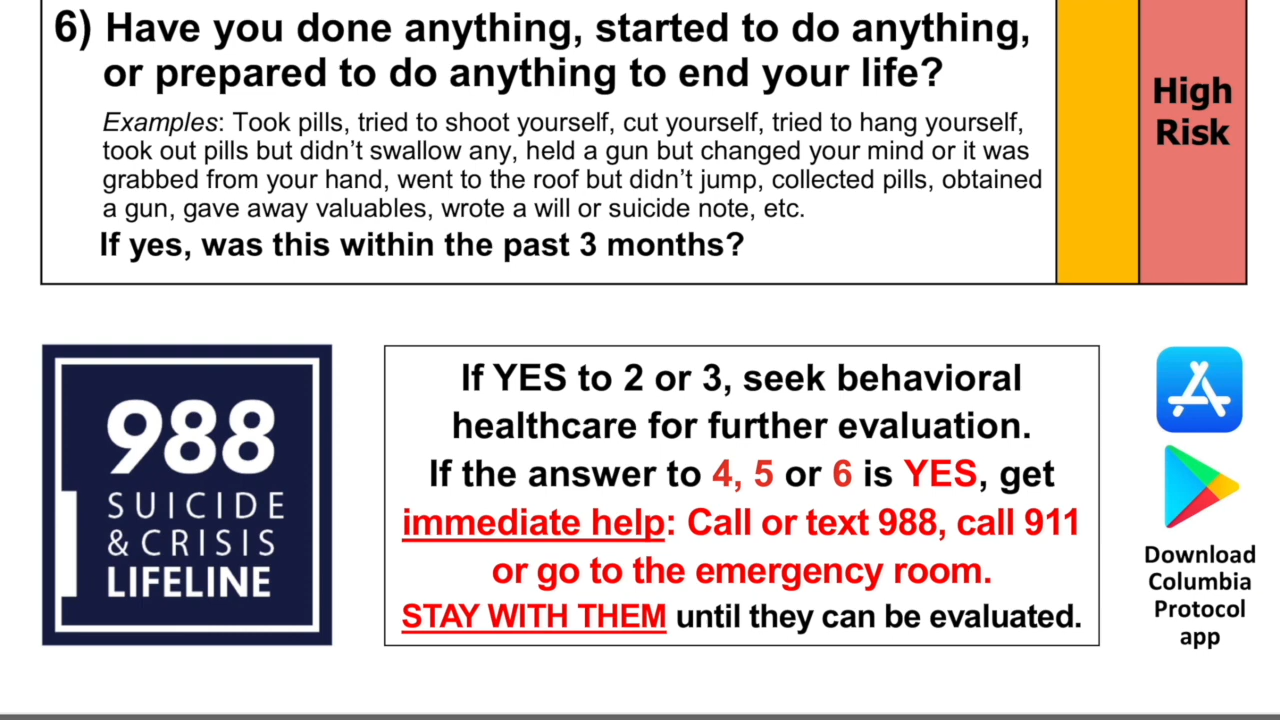 6) Have you done anything, started to do anything,
or prepared to do anything to end your life?
High
Risk
Examples: Took pills, tried to shoot yourself, cut yourself, tried to hang yourself,
took out pills but didn’t swallow any, held a gun but changed your mind or it was
grabbed from your hand, went to the roof but didn’t jump, collected pills, obtained
a gun, gave away valuables, wrote a will or suicide note, etc.
If yes, was this within the past 3 months?
988
SUICIDE
& CRISIS
LIFELINE
If YES to 2 or 3, seek behavioral
healthcare for further evaluation.
If the answer to 4, 5 or 6 is YES, get
immediate help: Call or text 988, call 911
or go to the emergency room.
STAY WITH THEM until they can be evaluated.
Download
Columbia
Protocol
app